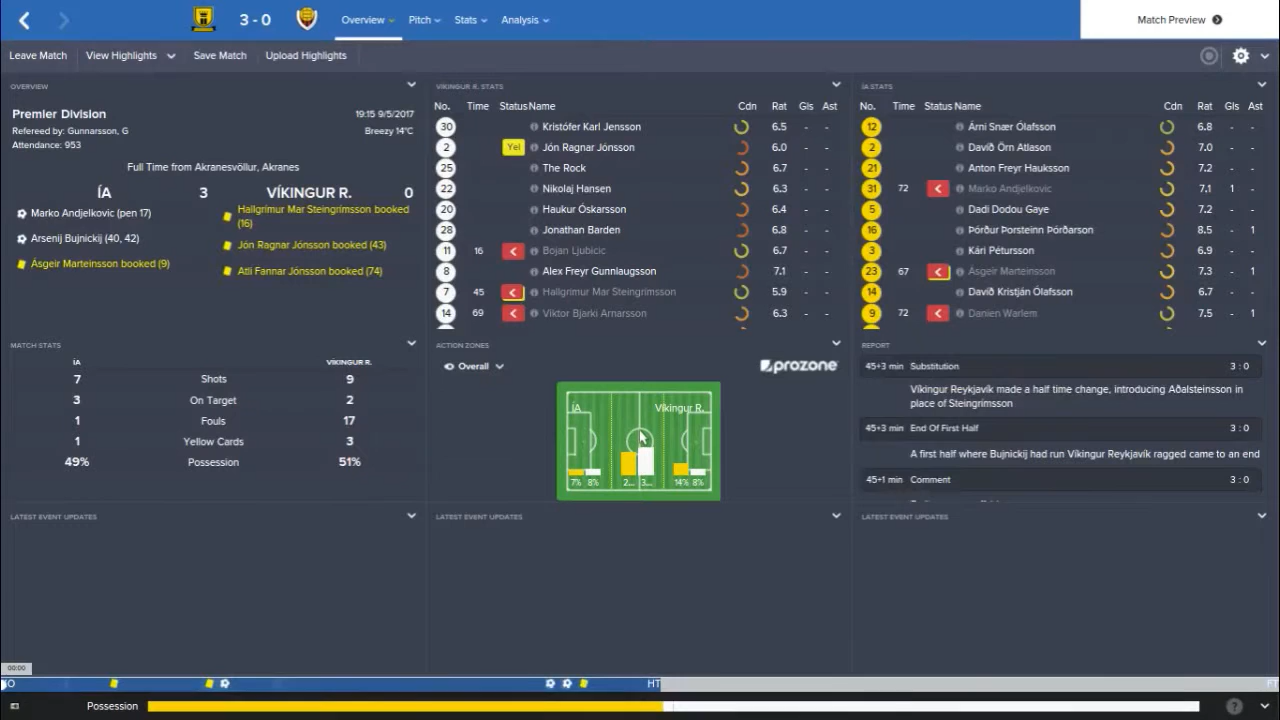 3 - 0
Overview
Pitch
Stats
Analysis
Match Preview
Leave Match
View Highlights
Save Match
Upload Highlights
OVERVIEW
Premier Division
19:15 9/5/2017
Refereed by: Gunnarsson, G
Breezy 14°C
Attendance: 953
Full Time from Akranesvöllur, Akranes
ÍA 3 VÍKINGUR R. 0
Marko Andjelkovic (pen 17)
Arsenij Bujnickij (40, 42)
Ásgeir Marteinsson booked (9)
Hallgrímur Mar Steingrímsson booked
(16)
Jón Ragnar Jónsson booked (43)
Atli Fannar Jónsson booked (74)
VÍKINGUR R. STATS
No. Time Status Name Cdn Rat Gls Ast
30 Kristófer Karl Jensson 6.5 - -
2 Yel Jón Ragnar Jónsson 6.0 - -
25 The Rock 6.7 - -
22 Nikolaj Hansen 6.3 - -
20 Haukur Óskarsson 6.4 - -
28 Jonathan Barden 6.8 - -
11 16 Bojan Ljubicic 6.7 - -
8 Alex Freyr Gunnlaugsson 7.1 - -
7 45 Hallgrímur Mar Steingrímsson 5.9 - -
14 69 Viktor Bjarki Arnarsson 6.3 - -
ÍA STATS
No. Time Status Name Cdn Rat Gls Ast
12 Árni Snær Ólafsson 6.8 - -
2 Davíð Örn Atlason 7.0 - -
21 Anton Freyr Hauksson 7.2 - -
31 72 Marko Andjelkovic 7.1 1 -
5 Dadi Dodou Gaye 7.2 - -
16 Þórður Þorsteinn Þórðarson 8.5 - 1
3 Kári Pétursson 6.9 - -
23 67 Ásgeir Marteinsson 7.3 - 1
14 Davíð Kristján Ólafsson 6.7 - -
9 72 Danien Warlem 7.5 - 1
MATCH STATS
ÍA VÍKINGUR R.
7 Shots 9
3 On Target 2
1 Fouls 17
1 Yellow Cards 3
49% Possession 51%
ACTION ZONES
Overall
prozone
ÍA Víkingur R.
7% 8% 2... 3... 14% 8%
REPORT
45+3 min Substitution 3 : 0
Víkingur Reykjavík made a half time change, introducing Aðalsteinsson in
place of Steingrímsson
45+3 min End Of First Half 3 : 0
A first half where Bujnickij had run Víkingur Reykjavík ragged came to an end
45+1 min Comment 3 : 0
LATEST EVENT UPDATES
LATEST EVENT UPDATES
LATEST EVENT UPDATES
00:00
HT
Possession